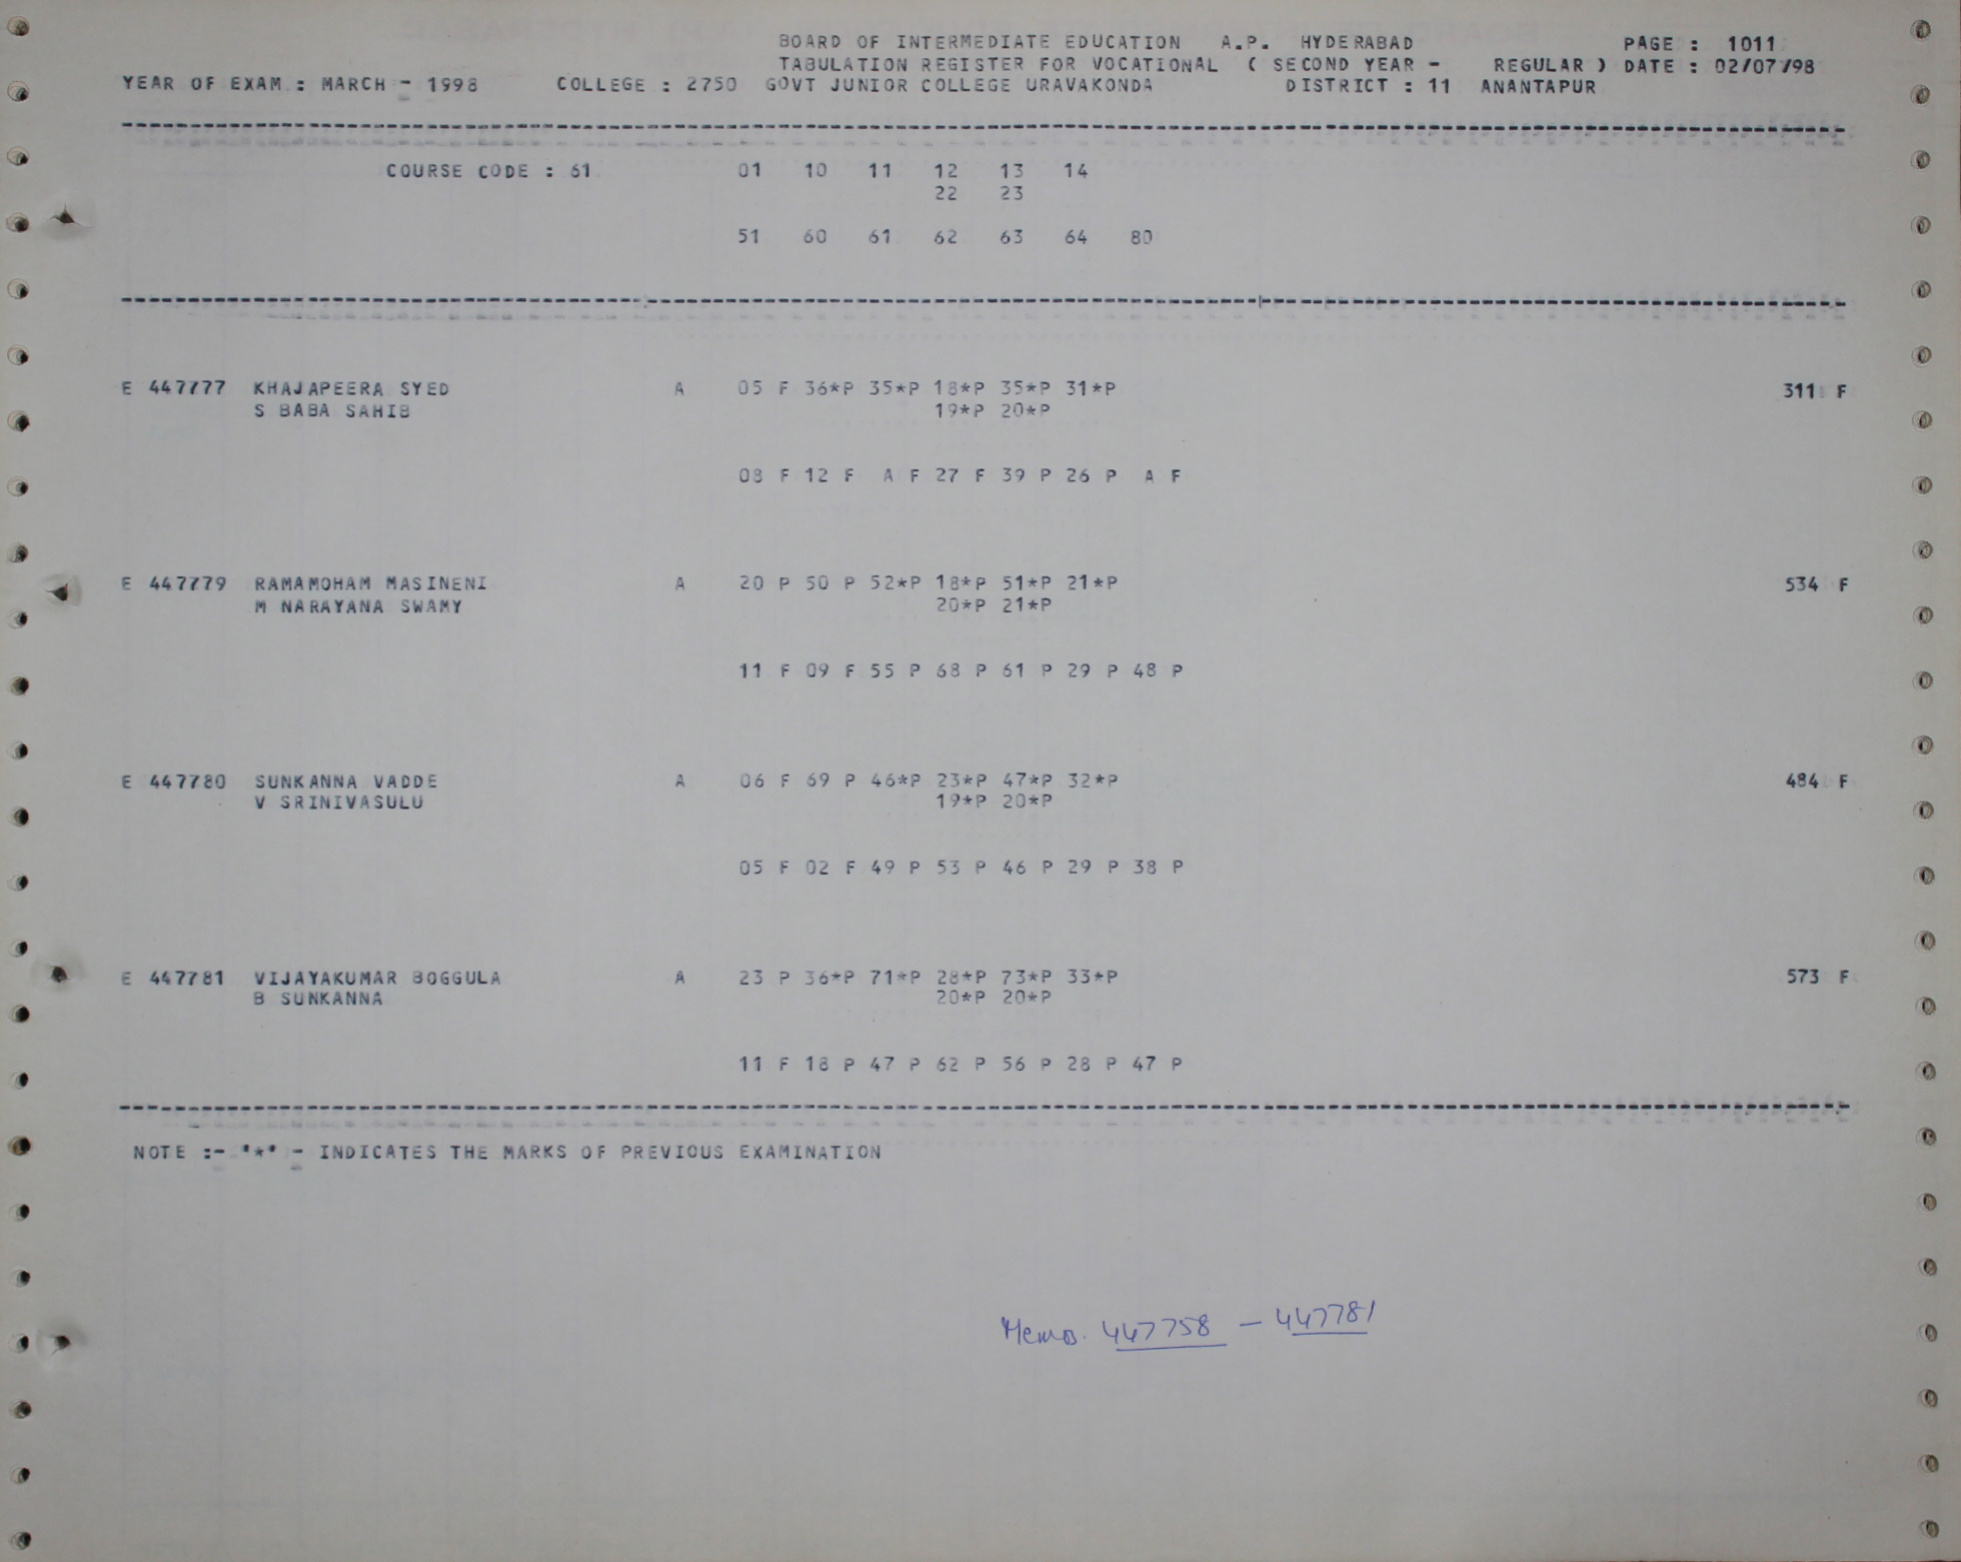 BOARD OF INTERMEDIATE EDUCATION A.P. HYDERABAD PAGE : 1011
TABULATION REGISTER FOR VOCATIONAL ( SECOND YEAR - REGULAR ) DATE : 02/07/98
YEAR OF EXAM : MARCH - 1998 COLLEGE : 2750 GOVT JUNIOR COLLEGE URAVAKONDA DISTRICT : 11 ANANTAPUR
COURSE CODE : 61 01 10 11 12 13 14
22 23
51 60 61 62 63 64 80
E 447777 KHAJAPEERA SYED A 05 F 36*P 35*P 18*P 35*P 31*P 311 F
S BABA SAHIB 19*P 20*P
08 F 12 F A F 27 F 39 P 26 P A F
E 447779 RAMAMOHAM MASINENI A 20 P 50 P 52*P 18*P 51*P 21*P 534 F
M NARAYANA SWAMY 20*P 21*P
11 F 09 F 55 P 68 P 61 P 29 P 48 P
E 447780 SUNKANNA VADDE A 06 F 69 P 46*P 23*P 47*P 32*P 484 F
V SRINIVASULU 19*P 20*P
05 F 02 F 49 P 53 P 46 P 29 P 38 P
E 447781 VIJAYAKUMAR BOGGULA A 23 P 36*P 71*P 28*P 73*P 33*P 573 F
B SUNKANNA 20*P 20*P
11 F 18 P 47 P 62 P 56 P 28 P 47 P
NOTE :- '*' - INDICATES THE MARKS OF PREVIOUS EXAMINATION
Memos. 447758 - 447781